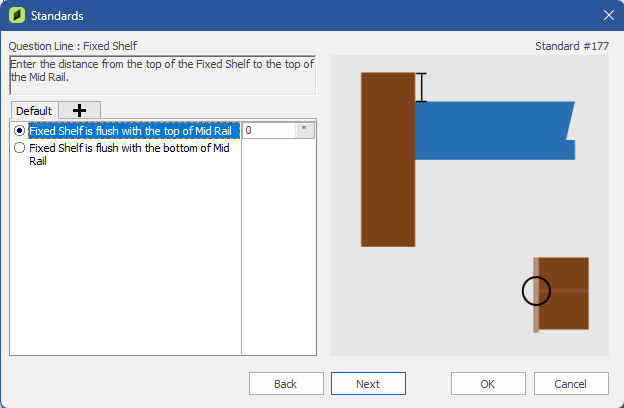 Standards
Question Line : Fixed Shelf
Standard #177
Enter the distance from the top of the Fixed Shelf to the top of
the Mid Rail.
Default
Fixed Shelf is flush with the top of Mid Rail
0
"
Fixed Shelf is flush with the bottom of Mid
Rail
Back
Next
OK
Cancel